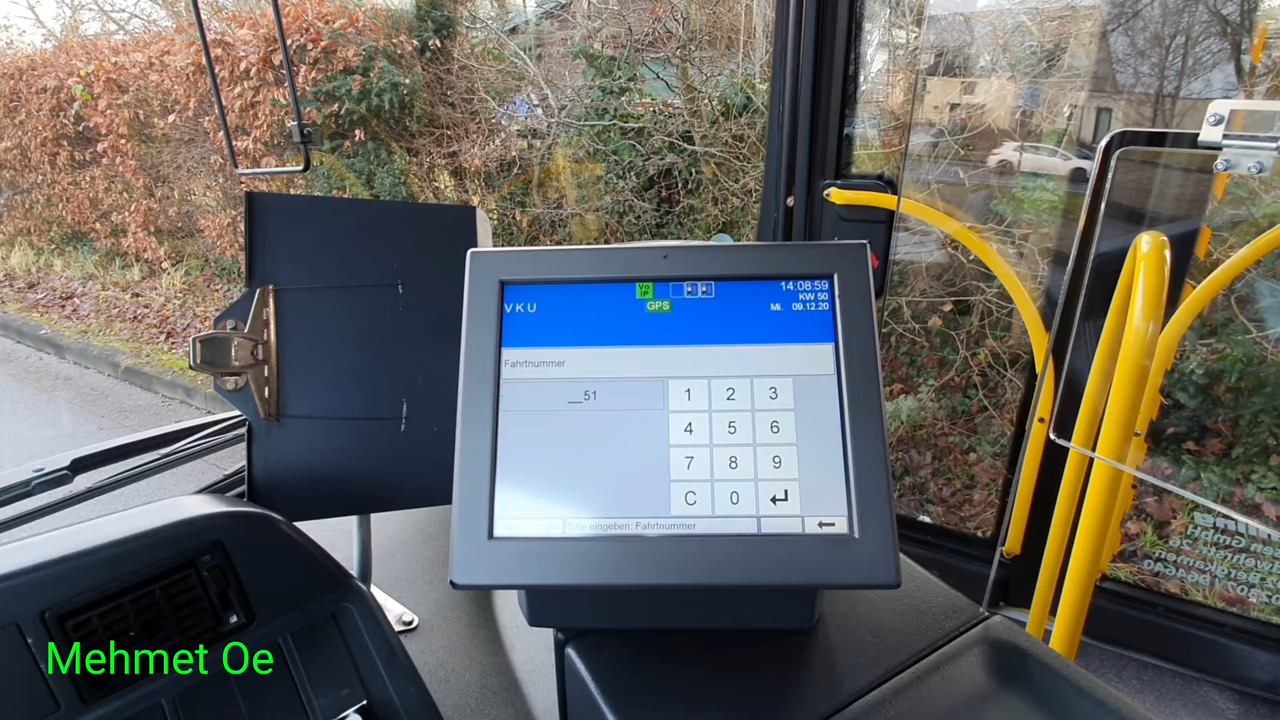 Vo
IP
14:08:59
VKU
GPS
KW 50
Mi. 09.12.20
Fahrtnummer
__51
1 2 3
4 5 6
7 8 9
C 0
Bitte eingeben: Fahrtnummer
Mehmet Oe